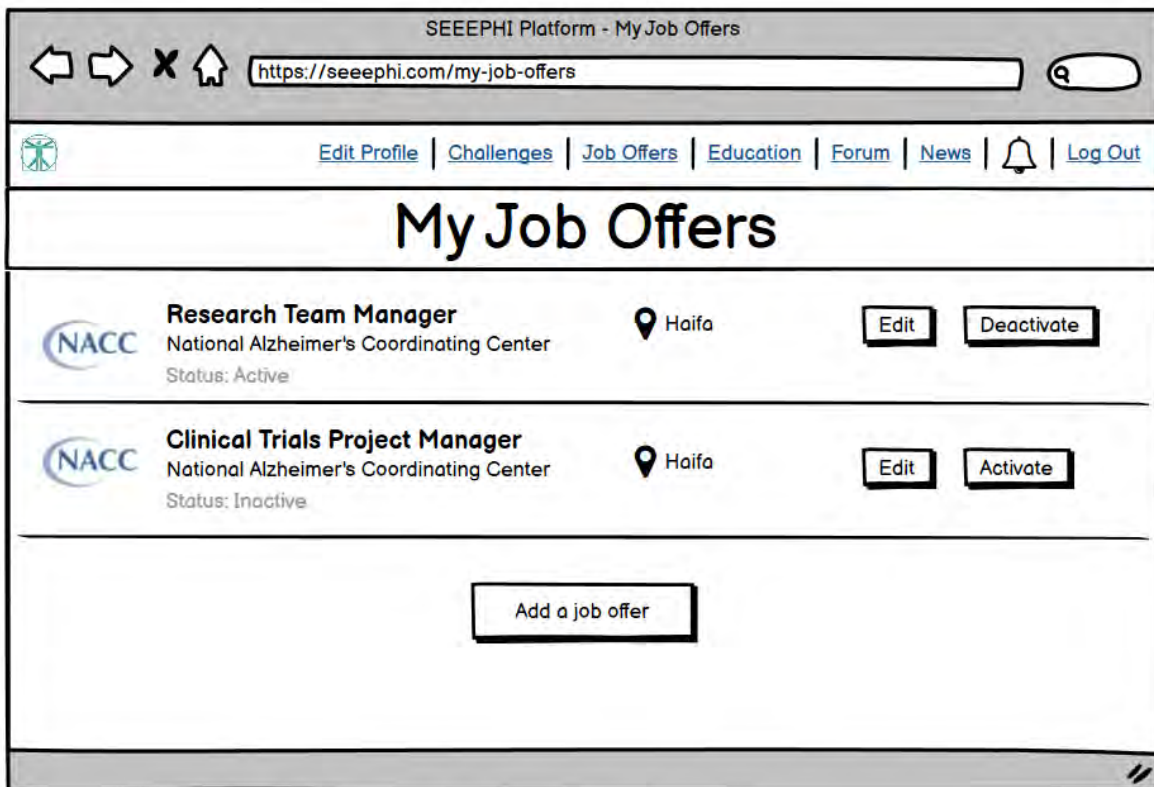 SEEEPHI Platform - My Job Offers
https://seeephi.com/my-job-offers
Edit Profile | Challenges | Job Offers | Education | Forum | News | Log Out
My Job Offers
NACC
Research Team Manager
National Alzheimer's Coordinating Center
Status: Active
Haifa
Edit
Deactivate
NACC
Clinical Trials Project Manager
National Alzheimer's Coordinating Center
Status: Inactive
Haifa
Edit
Activate
Add a job offer